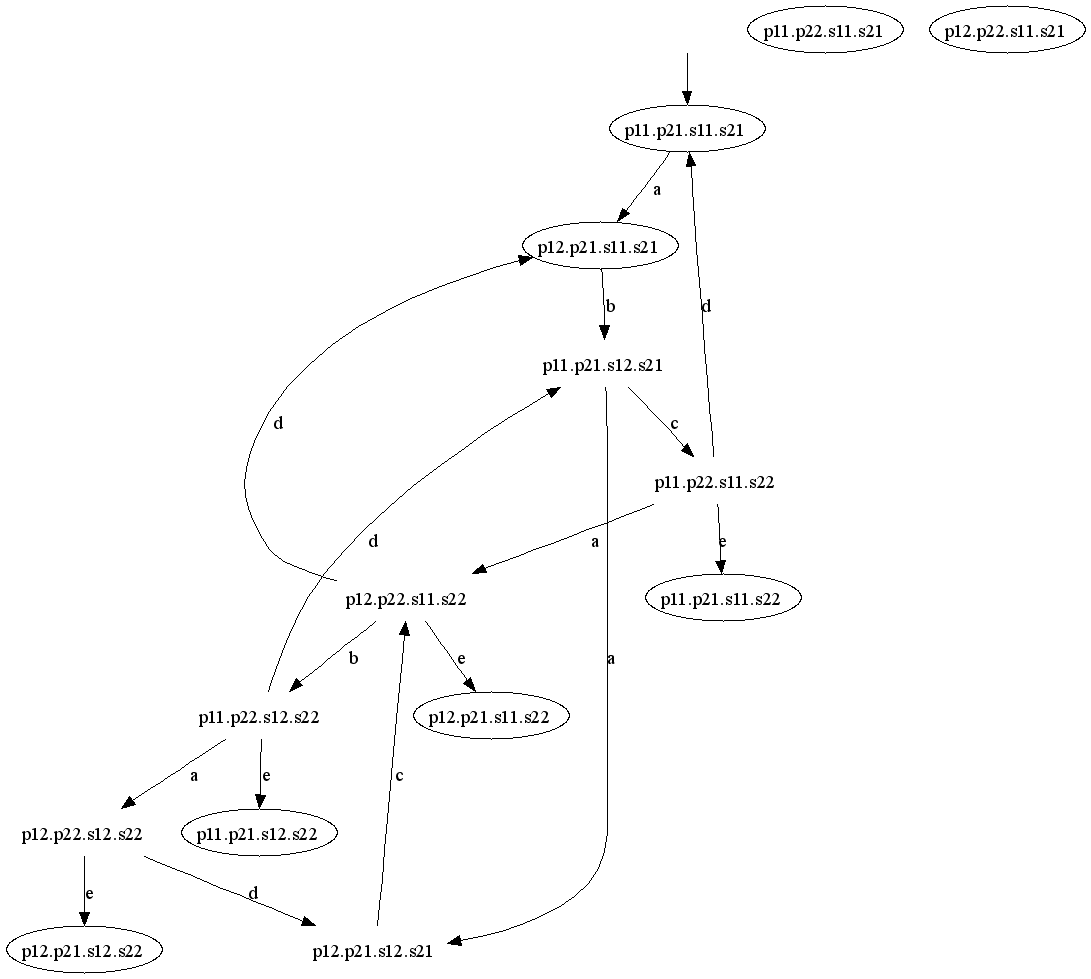 p11.p22.s11.s21
p12.p22.s11.s21
p11.p21.s11.s21
a
p12.p21.s11.s21
b
d
p11.p21.s12.s21
d
c
p11.p22.s11.s22
d
a
e
p12.p22.s11.s22
p11.p21.s11.s22
b
e
a
p11.p22.s12.s22
p12.p21.s11.s22
a
e
c
p12.p22.s12.s22
p11.p21.s12.s22
e
d
p12.p21.s12.s22
p12.p21.s12.s21